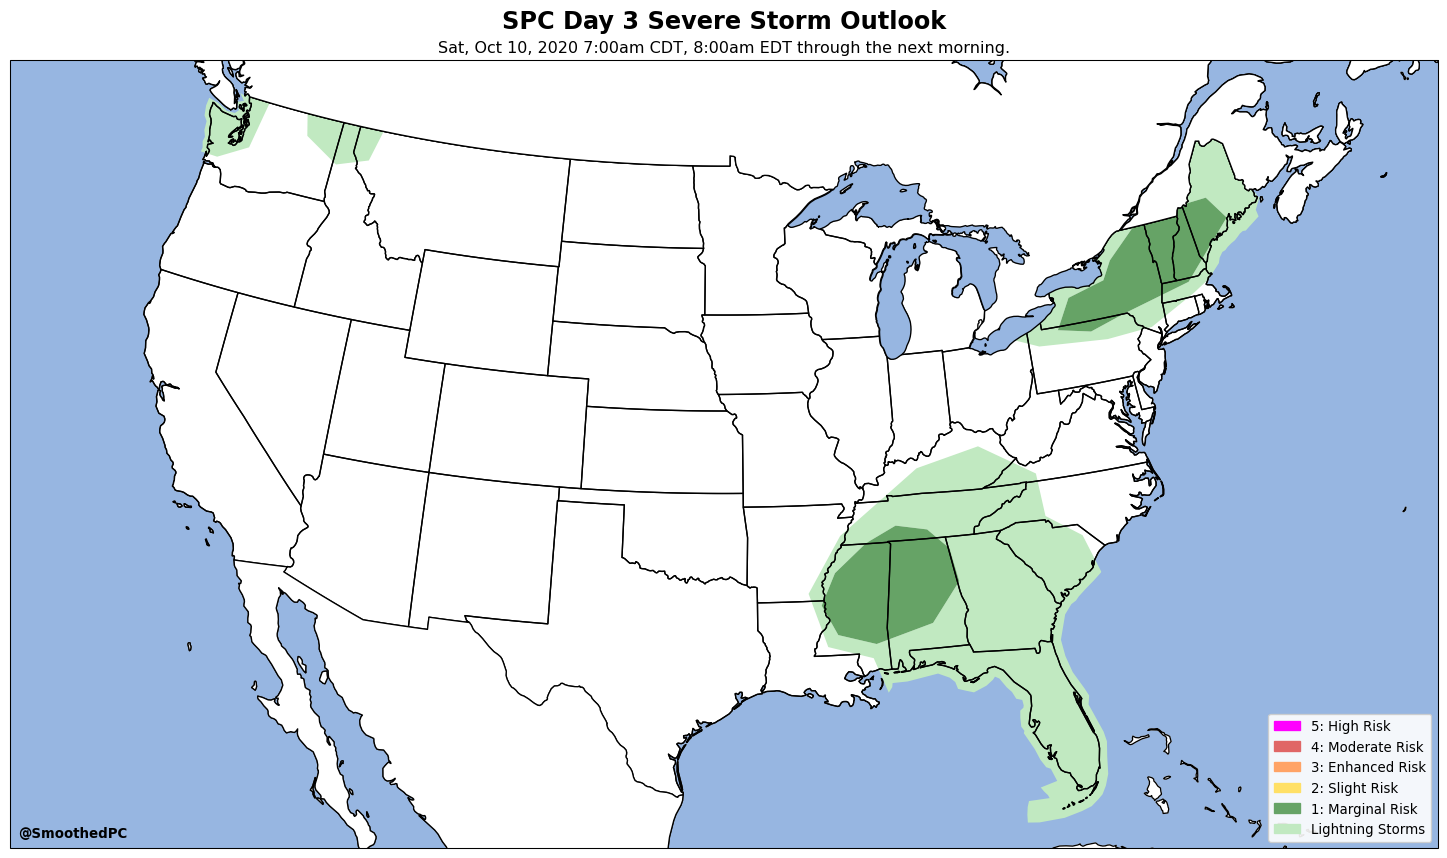 SPC Day 3 Severe Storm Outlook
Sat, Oct 10, 2020 7:00am CDT, 8:00am EDT through the next morning.
5: High Risk
4: Moderate Risk
3: Enhanced Risk
2: Slight Risk
1: Marginal Risk
Lightning Storms
@SmoothedPC